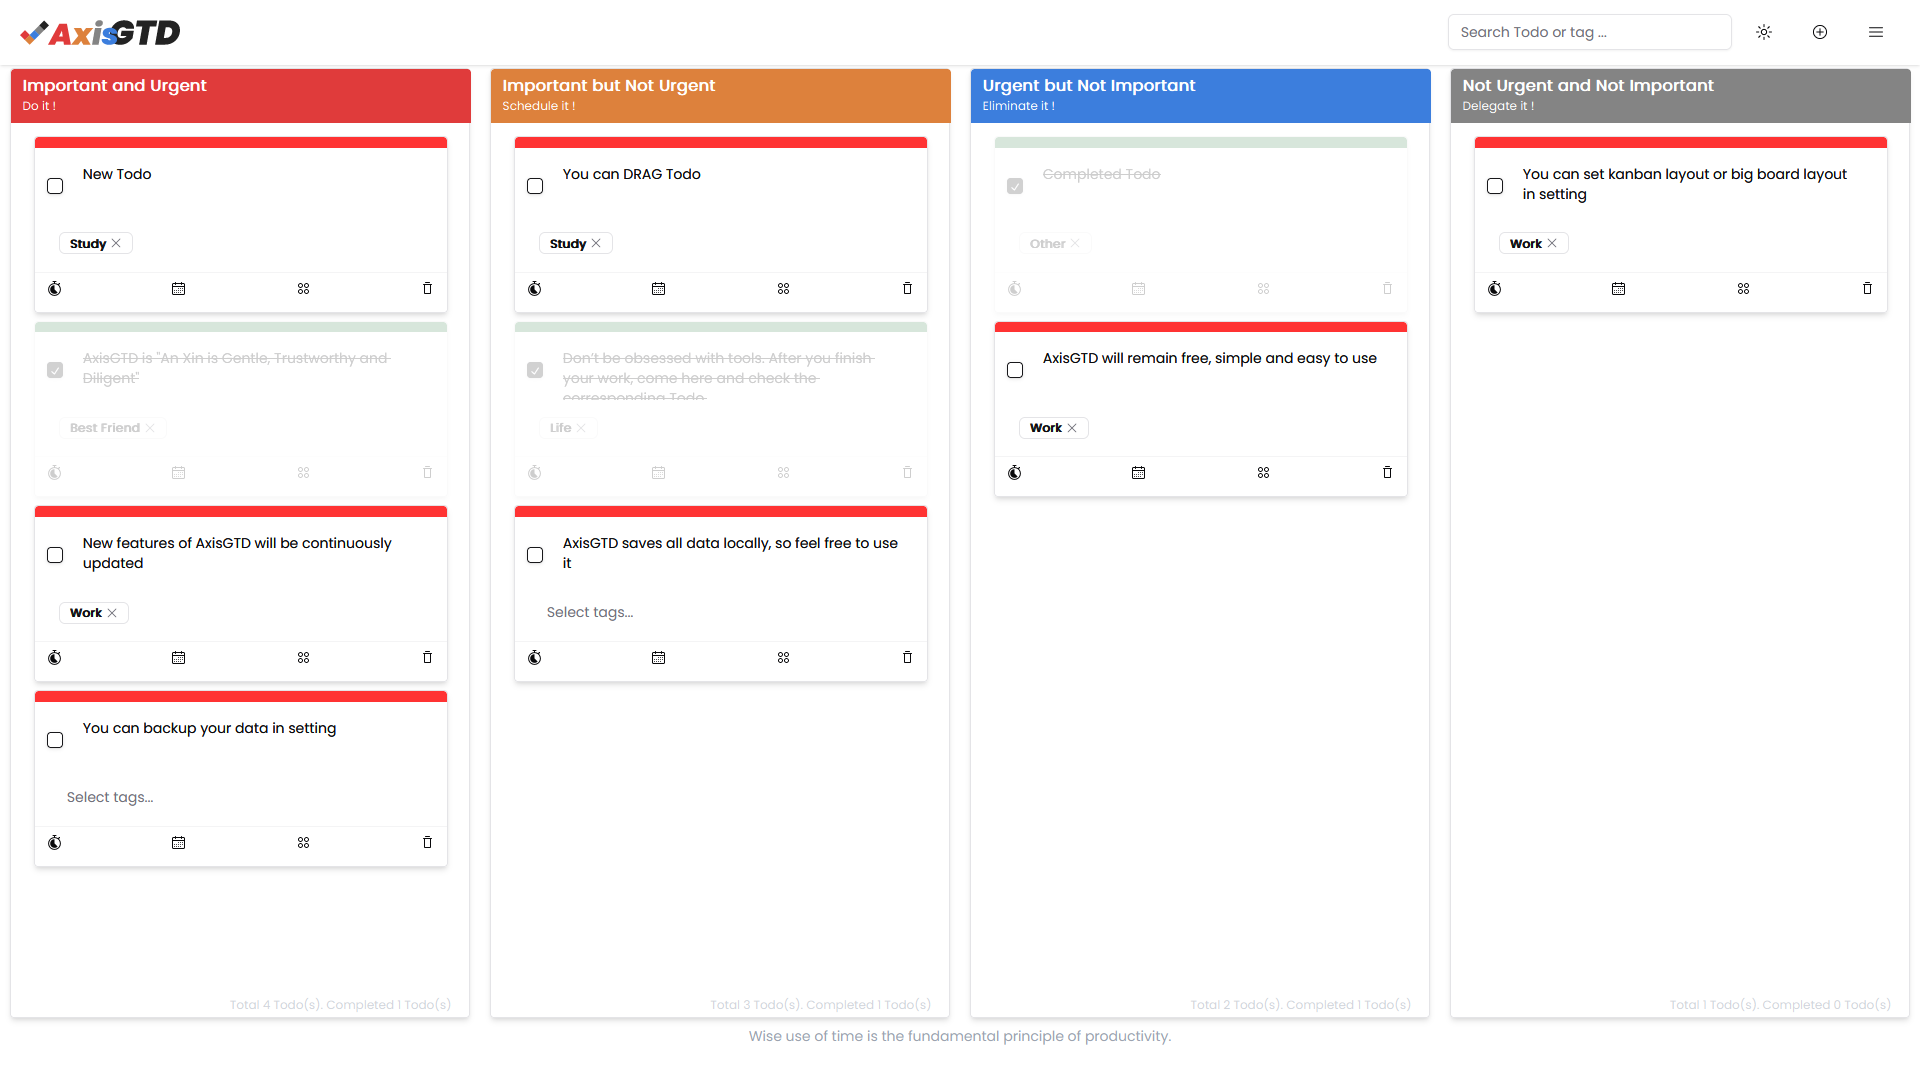 AxisGTD
Search Todo or tag ...
Important and Urgent
Do it !
New Todo
Study
AxisGTD is "An Xin is Gentle, Trustworthy and
Diligent"
Best Friend
New features of AxisGTD will be continuously
updated
Work
You can backup your data in setting
Select tags...
Total 4 Todo(s). Completed 1 Todo(s)
Important but Not Urgent
Schedule it !
You can DRAG Todo
Study
Don't be obsessed with tools. After you finish
your work, come here and check the
corresponding Todo.
Life
AxisGTD saves all data locally, so feel free to use
it
Select tags...
Total 3 Todo(s). Completed 1 Todo(s)
Urgent but Not Important
Eliminate it !
Completed Todo
Other
AxisGTD will remain free, simple and easy to use
Work
Total 2 Todo(s). Completed 1 Todo(s)
Not Urgent and Not Important
Delegate it !
You can set kanban layout or big board layout
in setting
Work
Total 1 Todo(s). Completed 0 Todo(s)
Wise use of time is the fundamental principle of productivity.